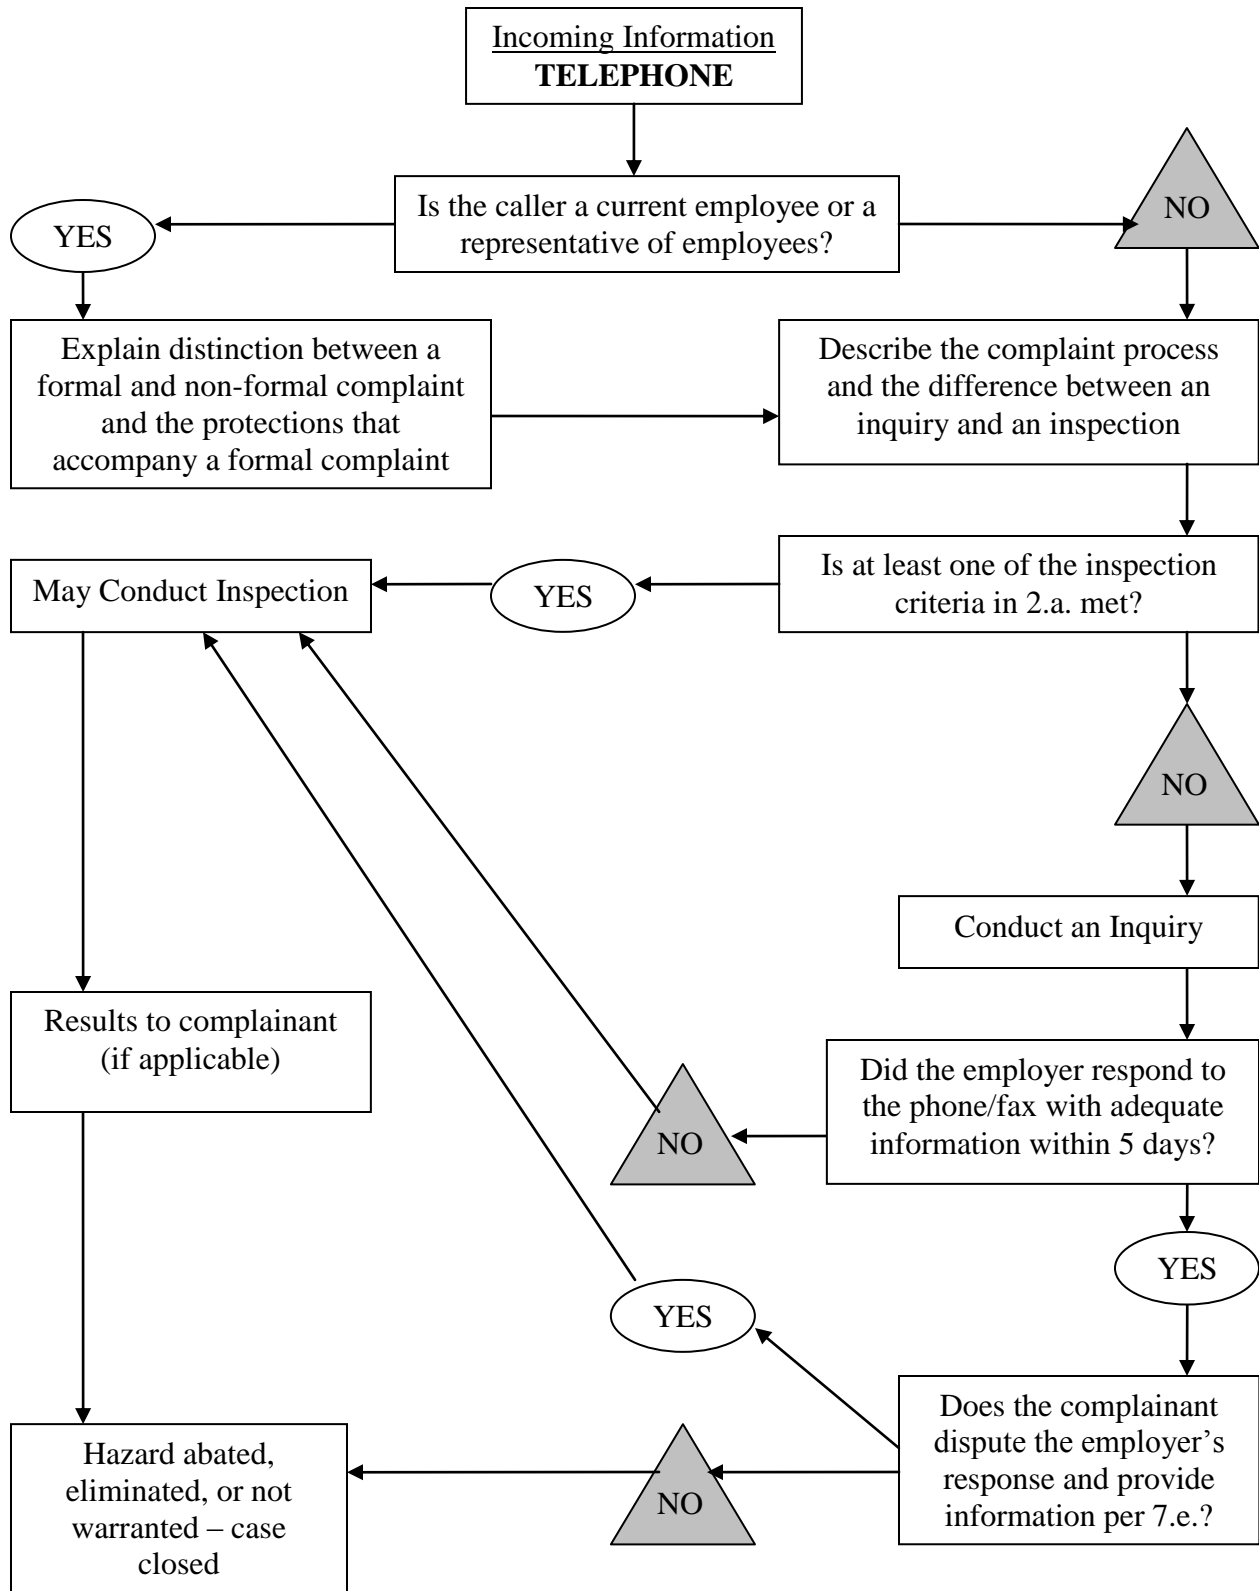 Incoming Information
TELEPHONE
Is the caller a current employee or a
representative of employees?
YES
NO
Explain distinction between a
formal and non-formal complaint
and the protections that
accompany a formal complaint
Describe the complaint process
and the difference between an
inquiry and an inspection
Is at least one of the inspection
criteria in 2.a. met?
YES
May Conduct Inspection
NO
Conduct an Inquiry
Results to complainant
(if applicable)
Did the employer respond to
the phone/fax with adequate
information within 5 days?
NO
YES
YES
Does the complainant
dispute the employer’s
response and provide
information per 7.e.?
NO
Hazard abated,
eliminated, or not
warranted – case
closed